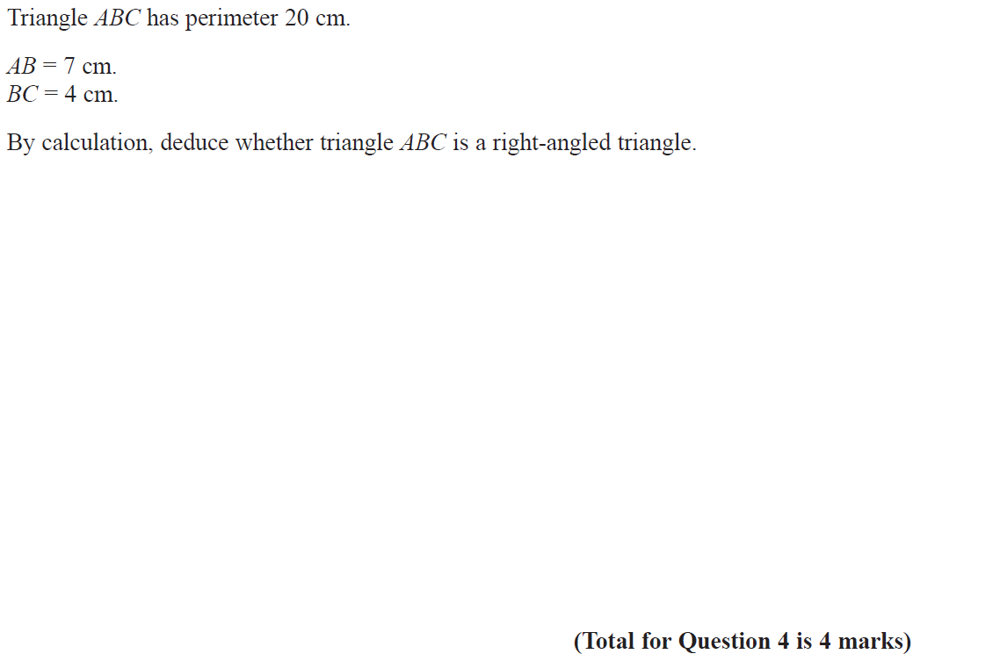 Triangle ABC has perimeter 20 cm.
AB = 7 cm.
BC = 4 cm.
By calculation, deduce whether triangle ABC is a right-angled triangle.
(Total for Question 4 is 4 marks)